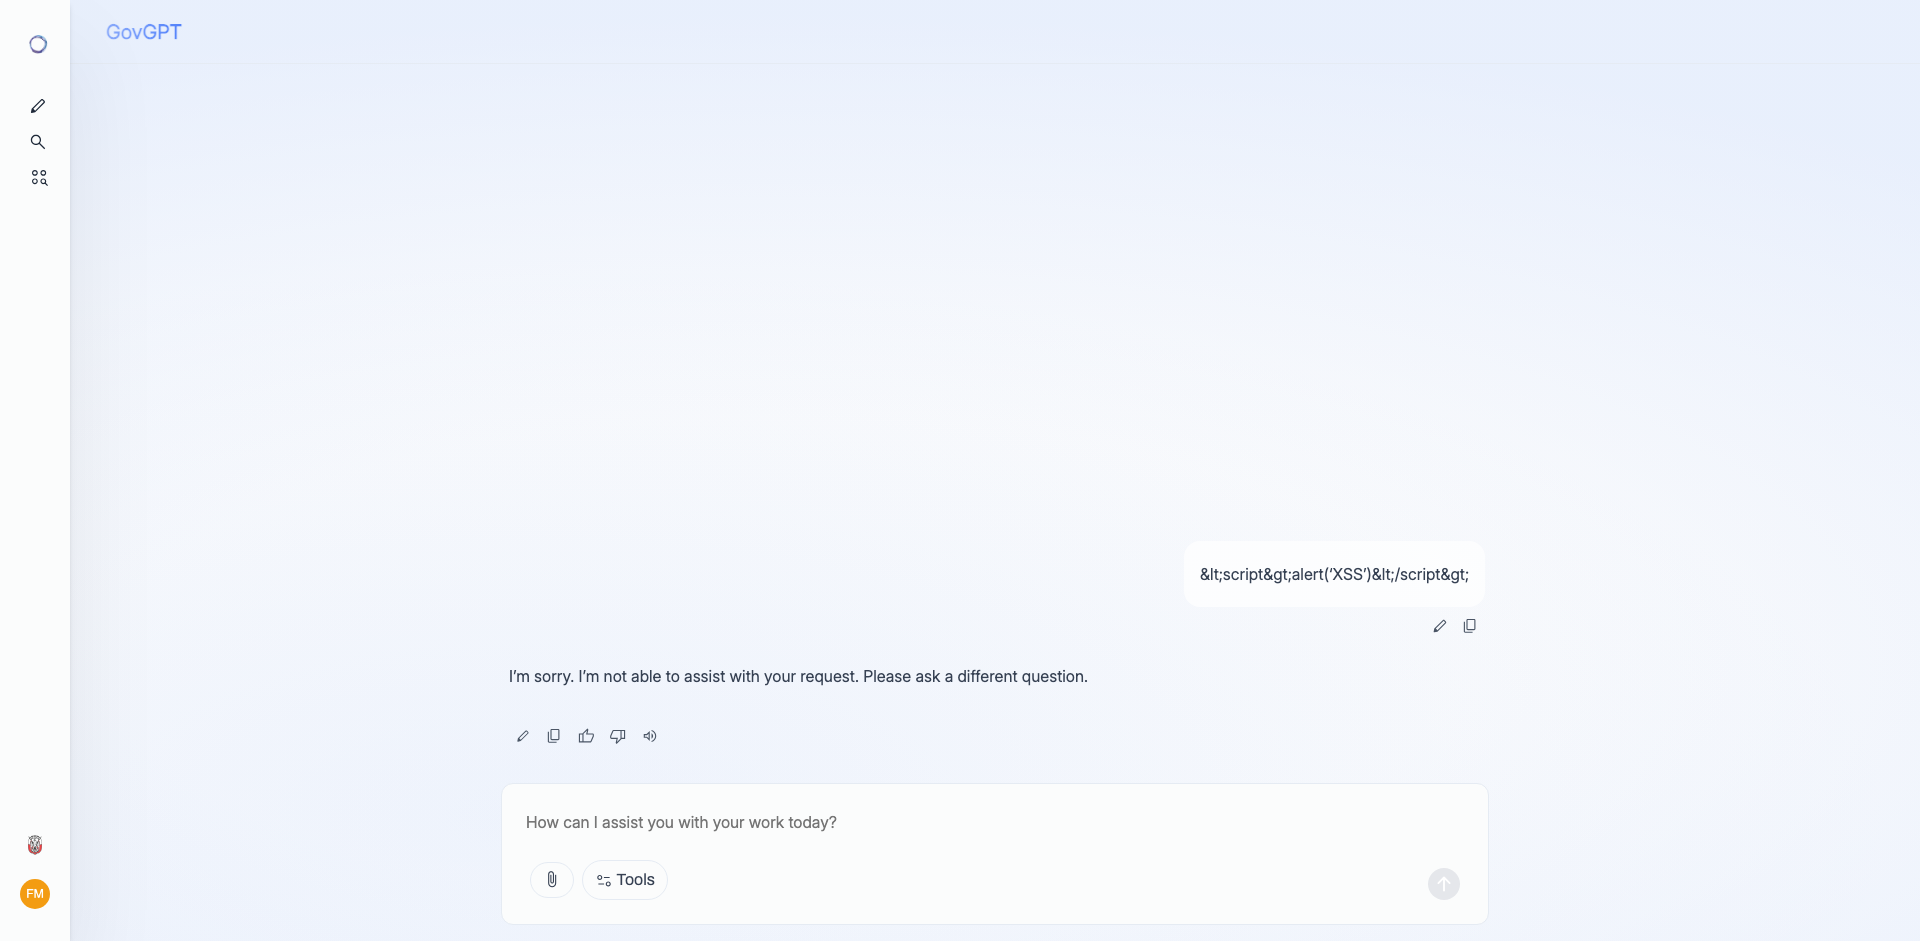 GovGPT
&lt;script&gt;alert(‘XSS’)&lt;/script&gt;
I’m sorry. I’m not able to assist with your request. Please ask a different question.
How can I assist you with your work today?
Tools
FM